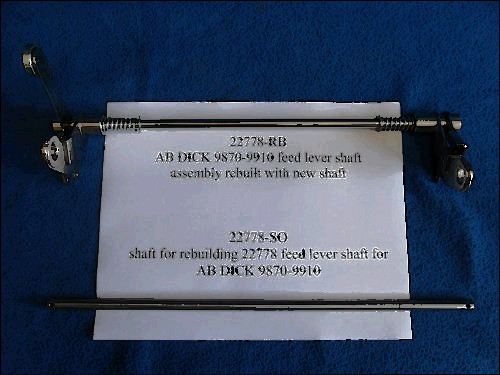 22778-RB
AB DICK 9870-9910 feed lever shaft
assembly rebuilt with new shaft
22778-SO
shaft for rebuilding 22778 feed lever shaft for
AB DICK 9870-9910